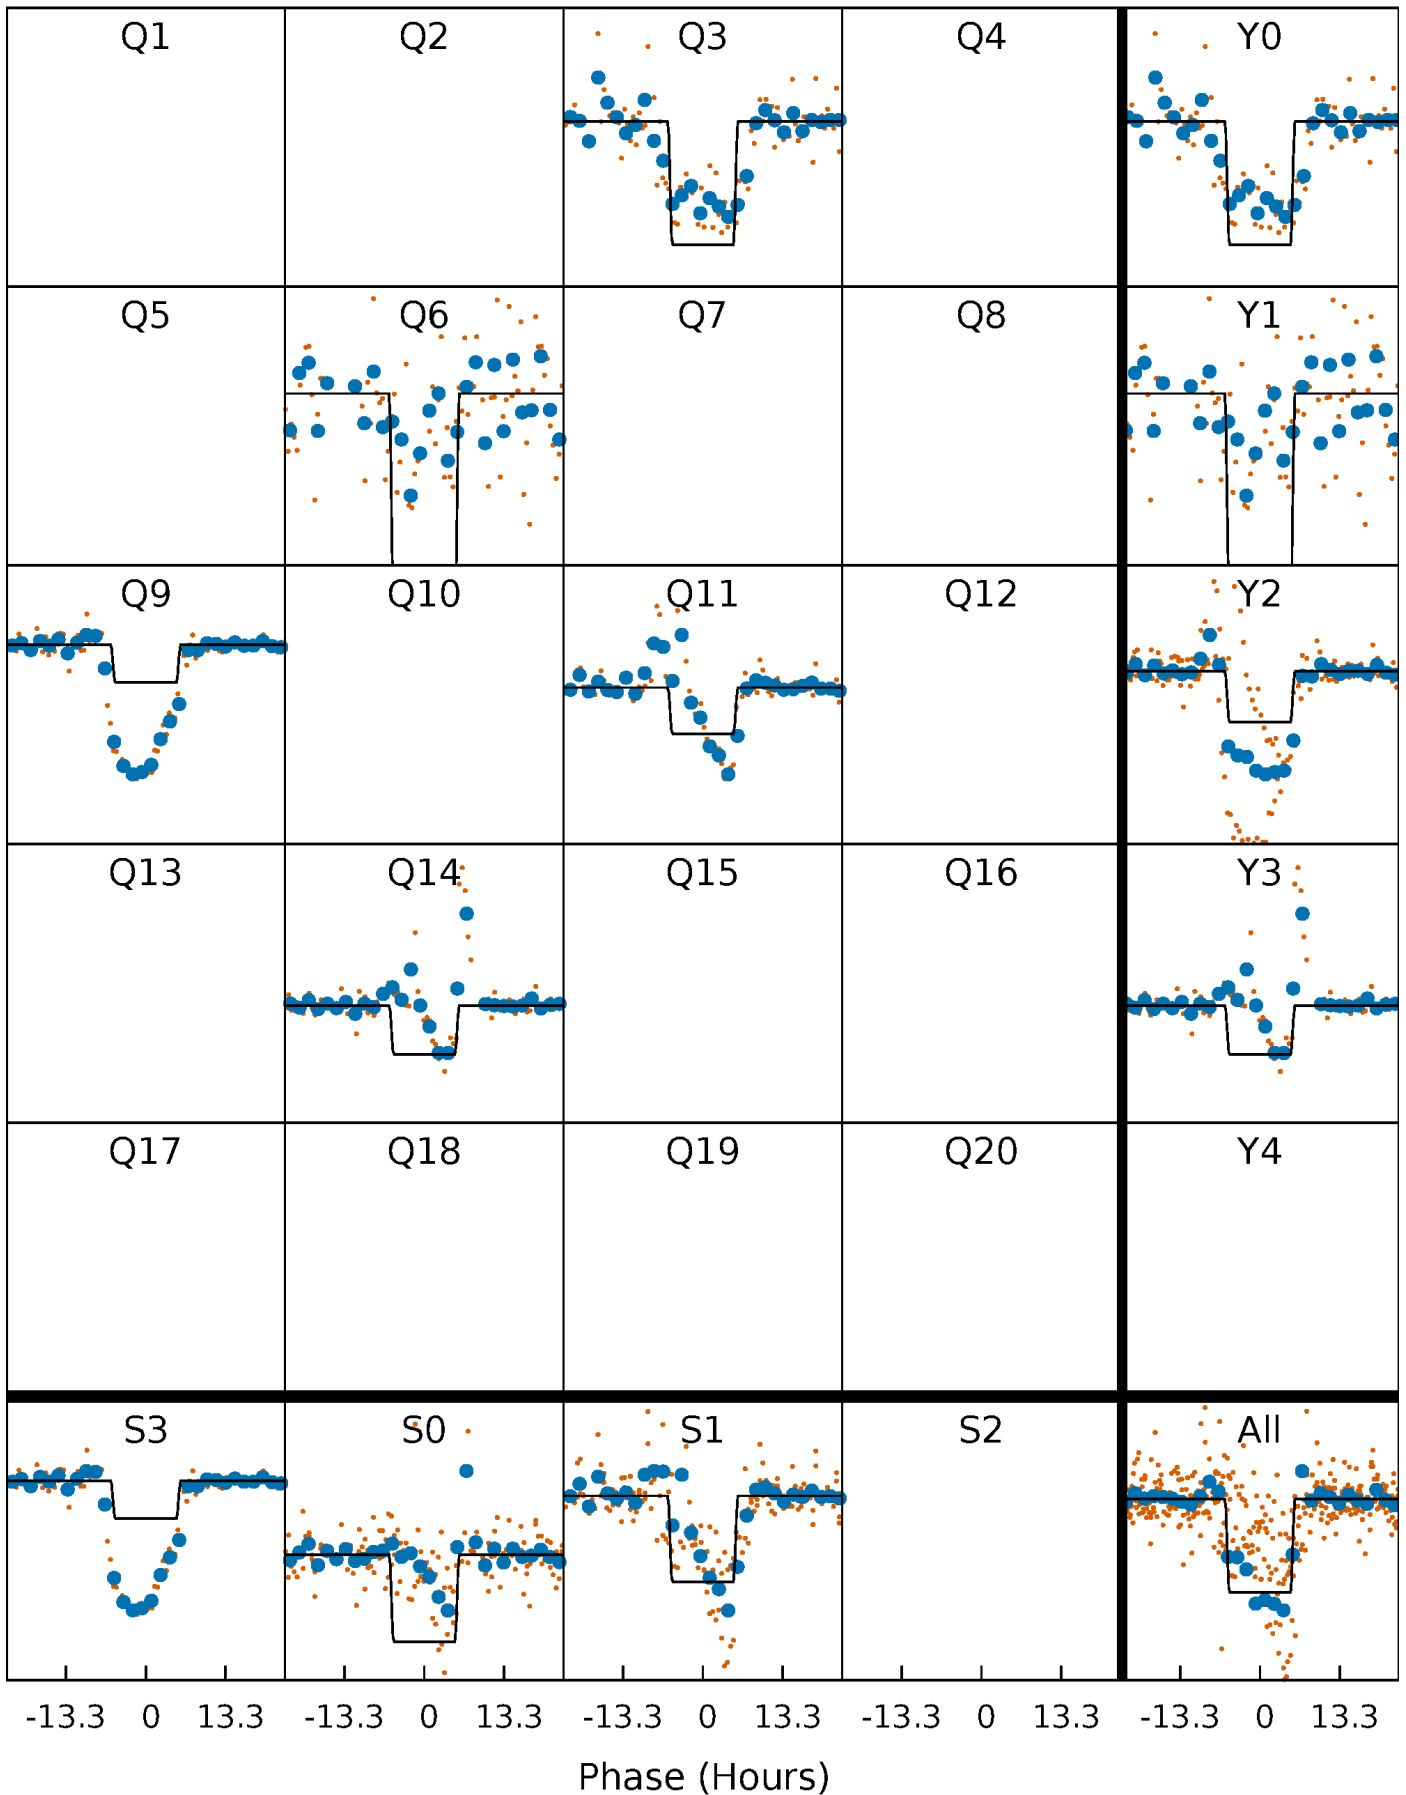 Q1 Q2 Q3 Q4 Y0
Q5 Q6 Q7 Q8 Y1
Q9 Q10 Q11 Q12 Y2
Q13 Q14 Q15 Q16 Y3
Q17 Q18 Q19 Q20 Y4
S3 S0 S1 S2 All
-13.3 0 13.3 -13.3 0 13.3 -13.3 0 13.3 -13.3 0 13.3 -13.3 0 13.3
Phase (Hours)